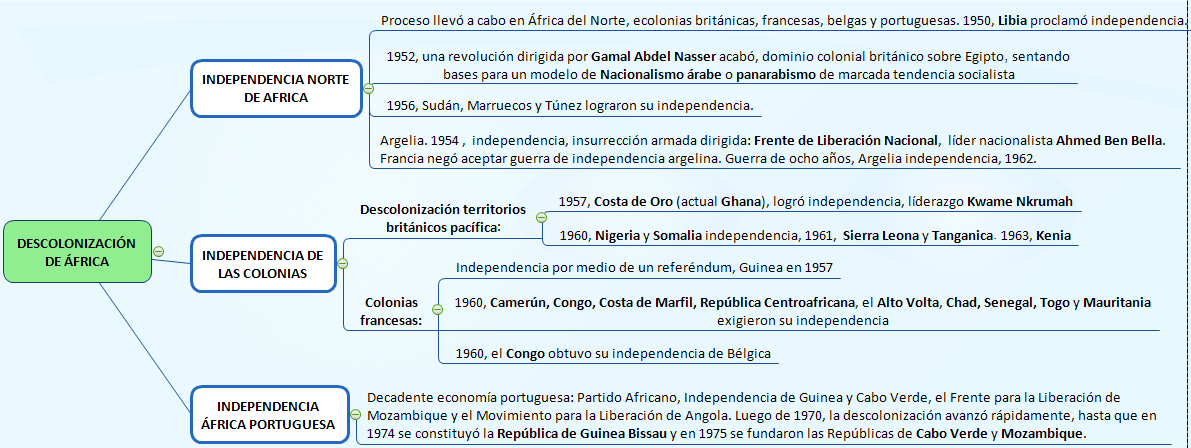 Proceso llevó a cabo en África del Norte, ecolonias británicas, francesas, belgas y portuguesas. 1950, Libia proclamó independencia.
1952, una revolución dirigida por Gamal Abdel Nasser acabó, dominio colonial británico sobre Egipto, sentando
bases para un modelo de Nacionalismo árabe o panarabismo de marcada tendencia socialista
INDEPENDENCIA NORTE
DE AFRICA
1956, Sudán, Marruecos y Túnez lograron su independencia.
Argelia. 1954 , independencia, insurrección armada dirigida: Frente de Liberación Nacional, líder nacionalista Ahmed Ben Bella.
Francia negó aceptar guerra de independencia argelina. Guerra de ocho años, Argelia independencia, 1962.
DESCOLONIZACIÓN
DE ÁFRICA
INDEPENDENCIA DE
LAS COLONIAS
Descolonización territorios
británicos pacífica:
1957, Costa de Oro (actual Ghana), logró independencia, líderazgo Kwame Nkrumah
1960, Nigeria y Somalia independencia, 1961, Sierra Leona y Tanganica. 1963, Kenia
Colonias
francesas:
Independencia por medio de un referéndum, Guinea en 1957
1960, Camerún, Congo, Costa de Marfil, República Centroafricana, el Alto Volta, Chad, Senegal, Togo y Mauritania
exigieron su independencia
1960, el Congo obtuvo su independencia de Bélgica
INDEPENDENCIA
ÁFRICA PORTUGUESA
Decadente economía portuguesa: Partido Africano, Independencia de Guinea y Cabo Verde, el Frente para la Liberación de
Mozambique y el Movimiento para la Liberación de Angola. Luego de 1970, la descolonización avanzó rápidamente, hasta que en
1974 se constituyó la República de Guinea Bissau y en 1975 se fundaron las Repúblicas de Cabo Verde y Mozambique.